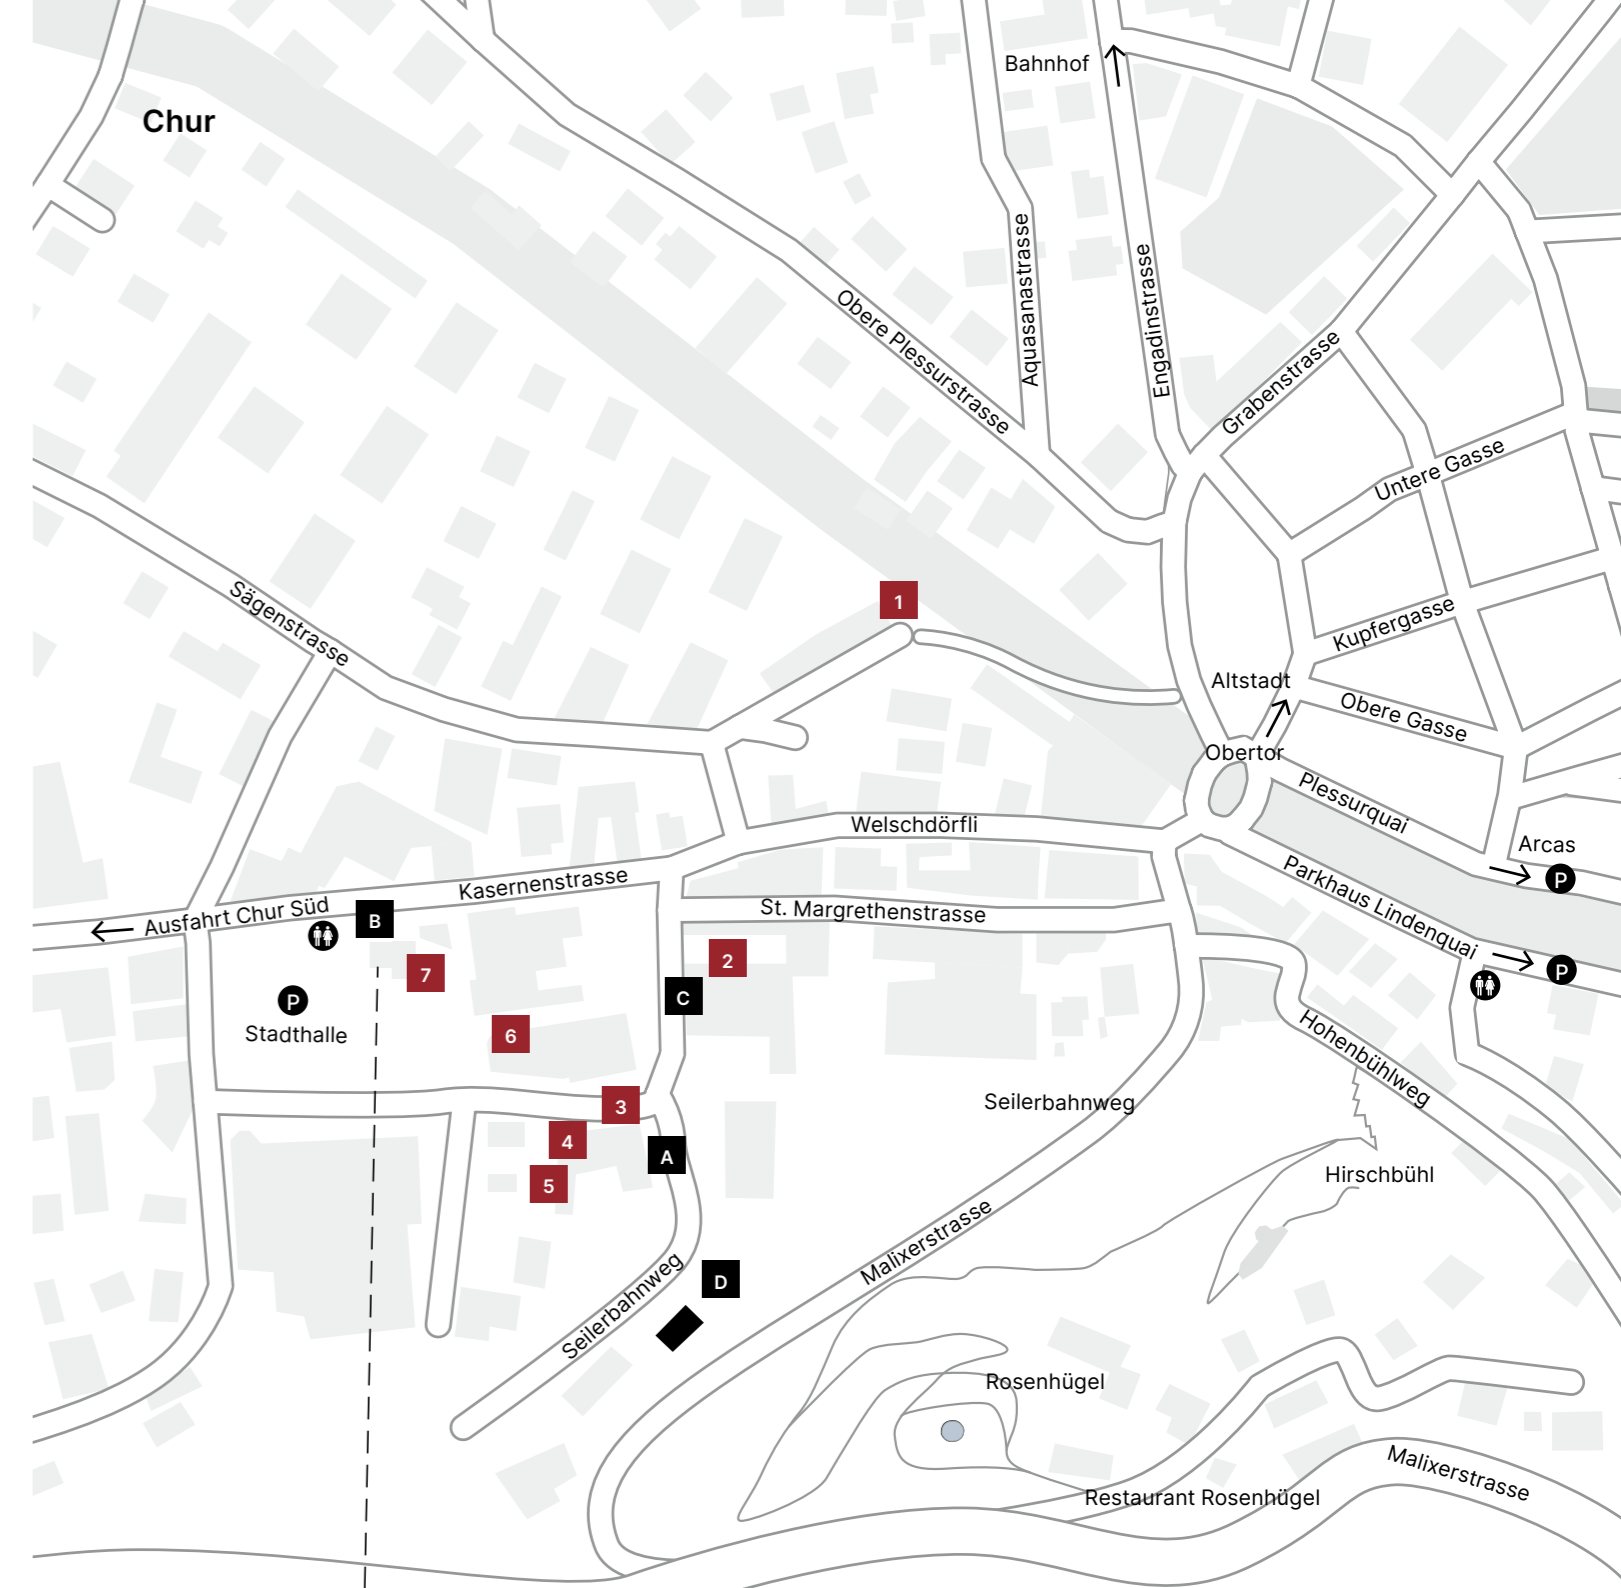 Bahnhof
Chur
Aquasanastrasse
Engadinstrasse
Obere Plessurstrasse
Grabenstrasse
Untere Gasse
1
Sägenstrasse
Kupfergasse
Altstadt
Obere Gasse
Obertor
Plessurquai
Welschdörfli
Arcas
P
Kasernenstrasse
Parkhaus Lindenquai
P
Ausfahrt Chur Süd
B
St. Margrethenstrasse
2
7
C
P
Stadthalle
6
Hohenbühlweg
3
Seilerbahnweg
4
A
5
Hirschbühl
Malixerstrasse
D
Seilerbahnweg
Rosenhügel
Malixerstrasse
Restaurant Rosenhügel